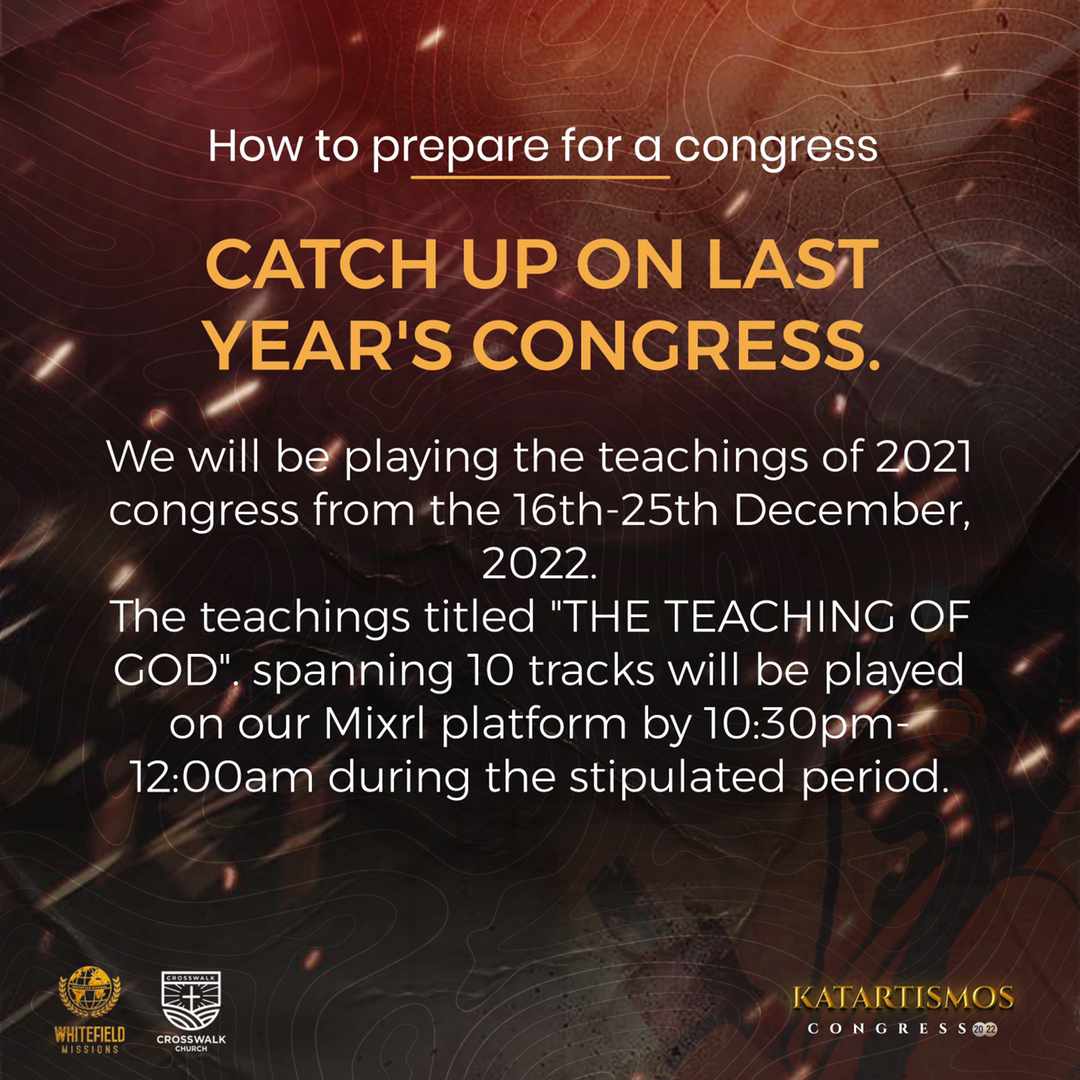 How to prepare for a congress
CATCH UP ON LAST
YEAR'S CONGRESS.
We will be playing the teachings of 2021
congress from the 16th-25th December,
2022.
The teachings titled "THE TEACHING OF
GOD". spanning 10 tracks will be played
on our Mixrl platform by 10:30pm-
12:00am during the stipulated period.
WHITEFIELD
MISSIONS
CROSSWALK
CROSSWALK
CHURCH
KATARTISMOS
CONGRESS 2022